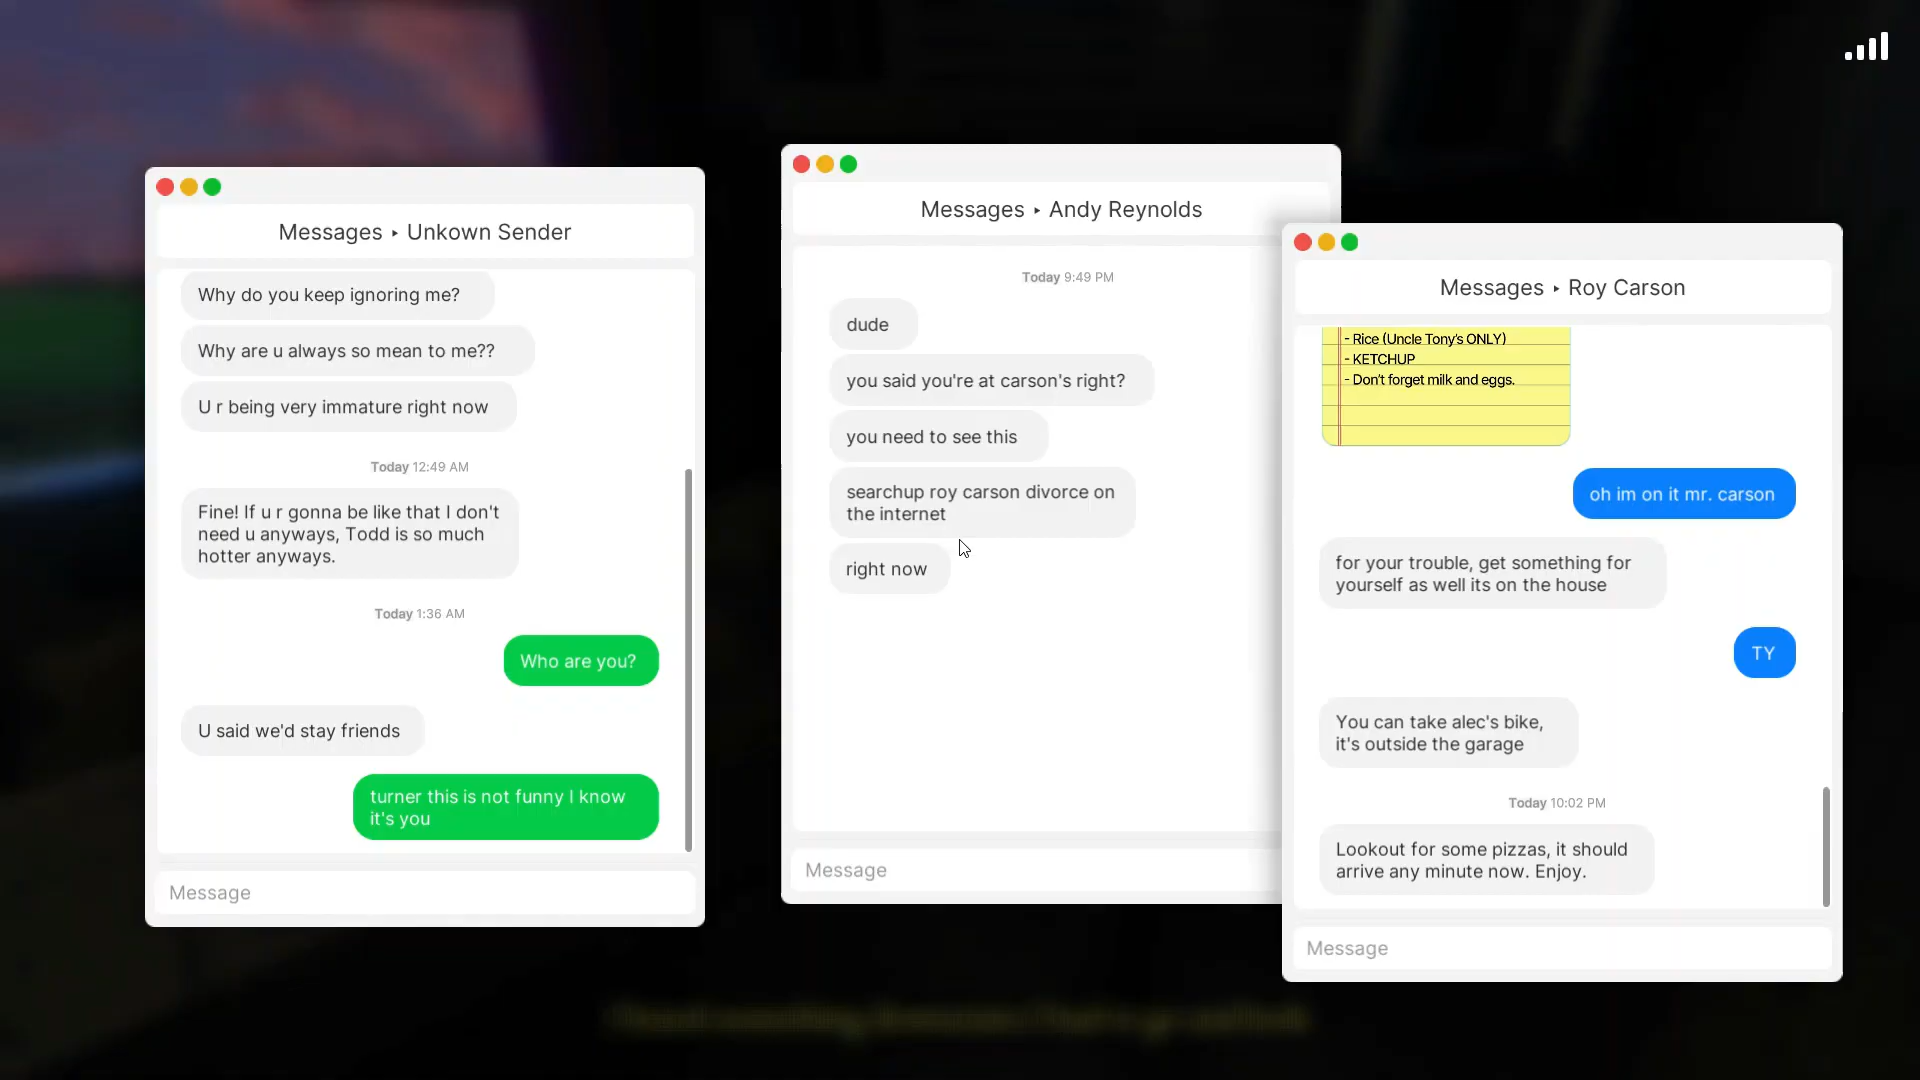 Messages ▸ Unkown Sender
Why do you keep ignoring me?
Why are u always so mean to me??
U r being very immature right now
Today 12:49 AM
Fine! If u r gonna be like that I don't
need u anyways, Todd is so much
hotter anyways.
Today 1:36 AM
Who are you?
U said we'd stay friends
turner this is not funny I know
it's you
Message
Messages ▸ Andy Reynolds
Today 9:49 PM
dude
you said you're at carson's right?
you need to see this
searchup roy carson divorce on
the internet
right now
Message
Messages ▸ Roy Carson
- Rice (Uncle Tony's ONLY)
- KETCHUP
- Don't forget milk and eggs.
oh im on it mr. carson
for your trouble, get something for
yourself as well its on the house
TY
You can take alec's bike,
it's outside the garage
Today 10:02 PM
Lookout for some pizzas, it should
arrive any minute now. Enjoy.
Message